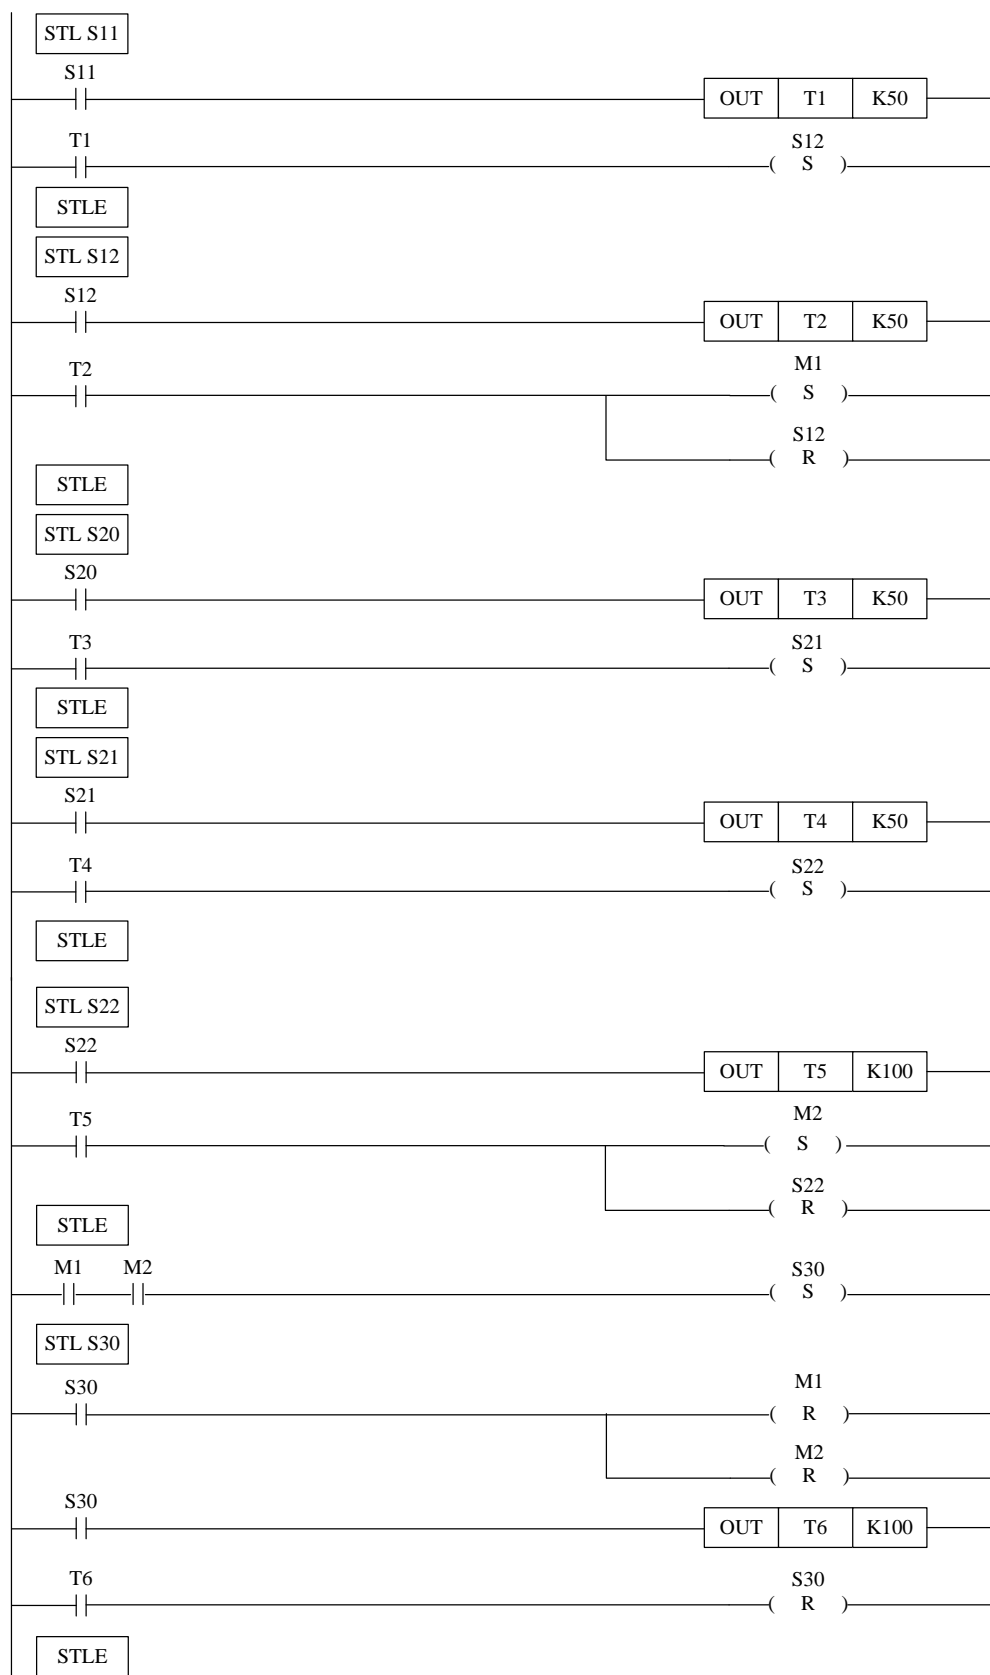 STL S11
S11
OUT T1 K50
T1 S12
( S )
STLE
STL S12
S12
OUT T2 K50
T2 M1
( S )
S12
( R )
STLE
STL S20
S20
OUT T3 K50
T3 S21
( S )
STLE
STL S21
S21
OUT T4 K50
T4 S22
( S )
STLE
STL S22
S22
OUT T5 K100
T5 M2
( S )
S22
( R )
STLE
M1 M2 S30
( S )
STL S30
S30 M1
( R )
M2
( R )
S30
OUT T6 K100
T6 S30
( R )
STLE